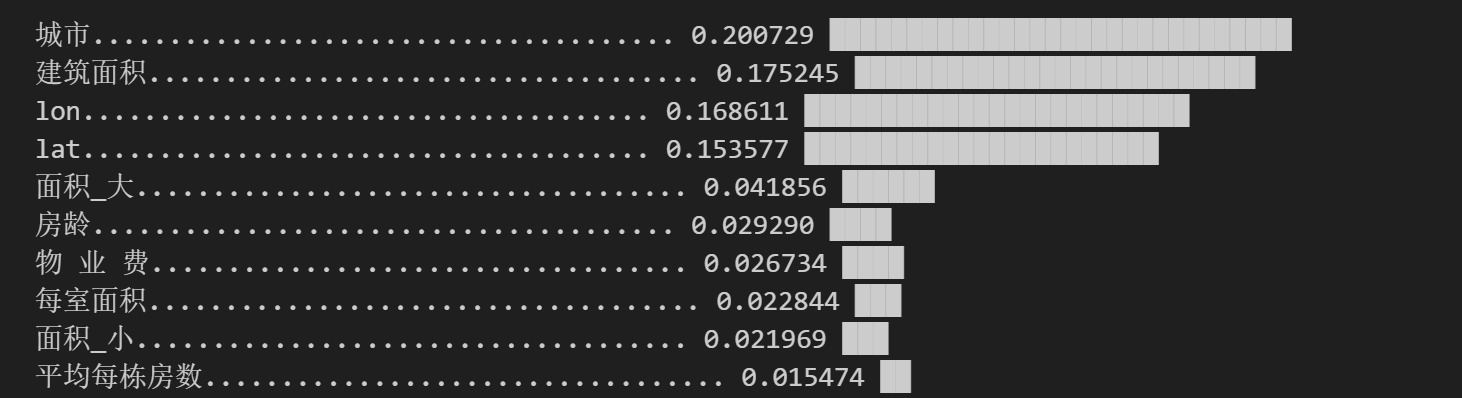 城市...................................... 0.200729 ██████████████████████████████
建筑面积.................................... 0.175245 ██████████████████████████
lon..................................... 0.168611 █████████████████████████
lat..................................... 0.153577 ███████████████████████
面积_大.................................... 0.041856 ██████
房龄...................................... 0.029290 ████
物 业 费................................... 0.026734 ████
每室面积.................................... 0.022844 ███
面积_小.................................... 0.021969 ███
平均每栋房数.................................. 0.015474 ██